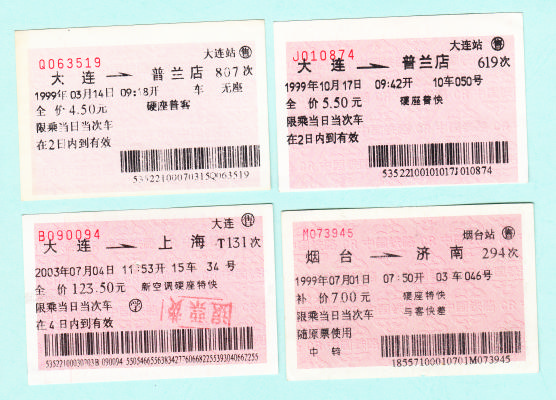 大连站 售
Q063519
大 连 → 普兰店 807次
1999年03月14日 09:18开 车 无座
全 价 4.50元 硬座普客
限乘当日当次车
在2日内到有效
5352210007031​5Q063519
大连站 售
J010874
大 连 → 普兰店 619次
1999年10月17日 09:42开 10车050号
全 价 5.50元 硬座普快
限乘当日当次车
在2日内到有效
5352210010101​7J010874
大连 售
B090094
大 连 → 上海 T131次
2003年07月04日 11:53开 15车 34 号
全 价 123.50元 新空调硬座特快
限乘当日当次车 学
在4日内到有效
烟台站 售
M073945
烟 台 → 济南 294次
1999年07月01日 07:50开 03车046号
补 价 7.00元 硬座特快
限乘当日当次车 与客快差
随原票使用
中 铃
18557100010701M073945